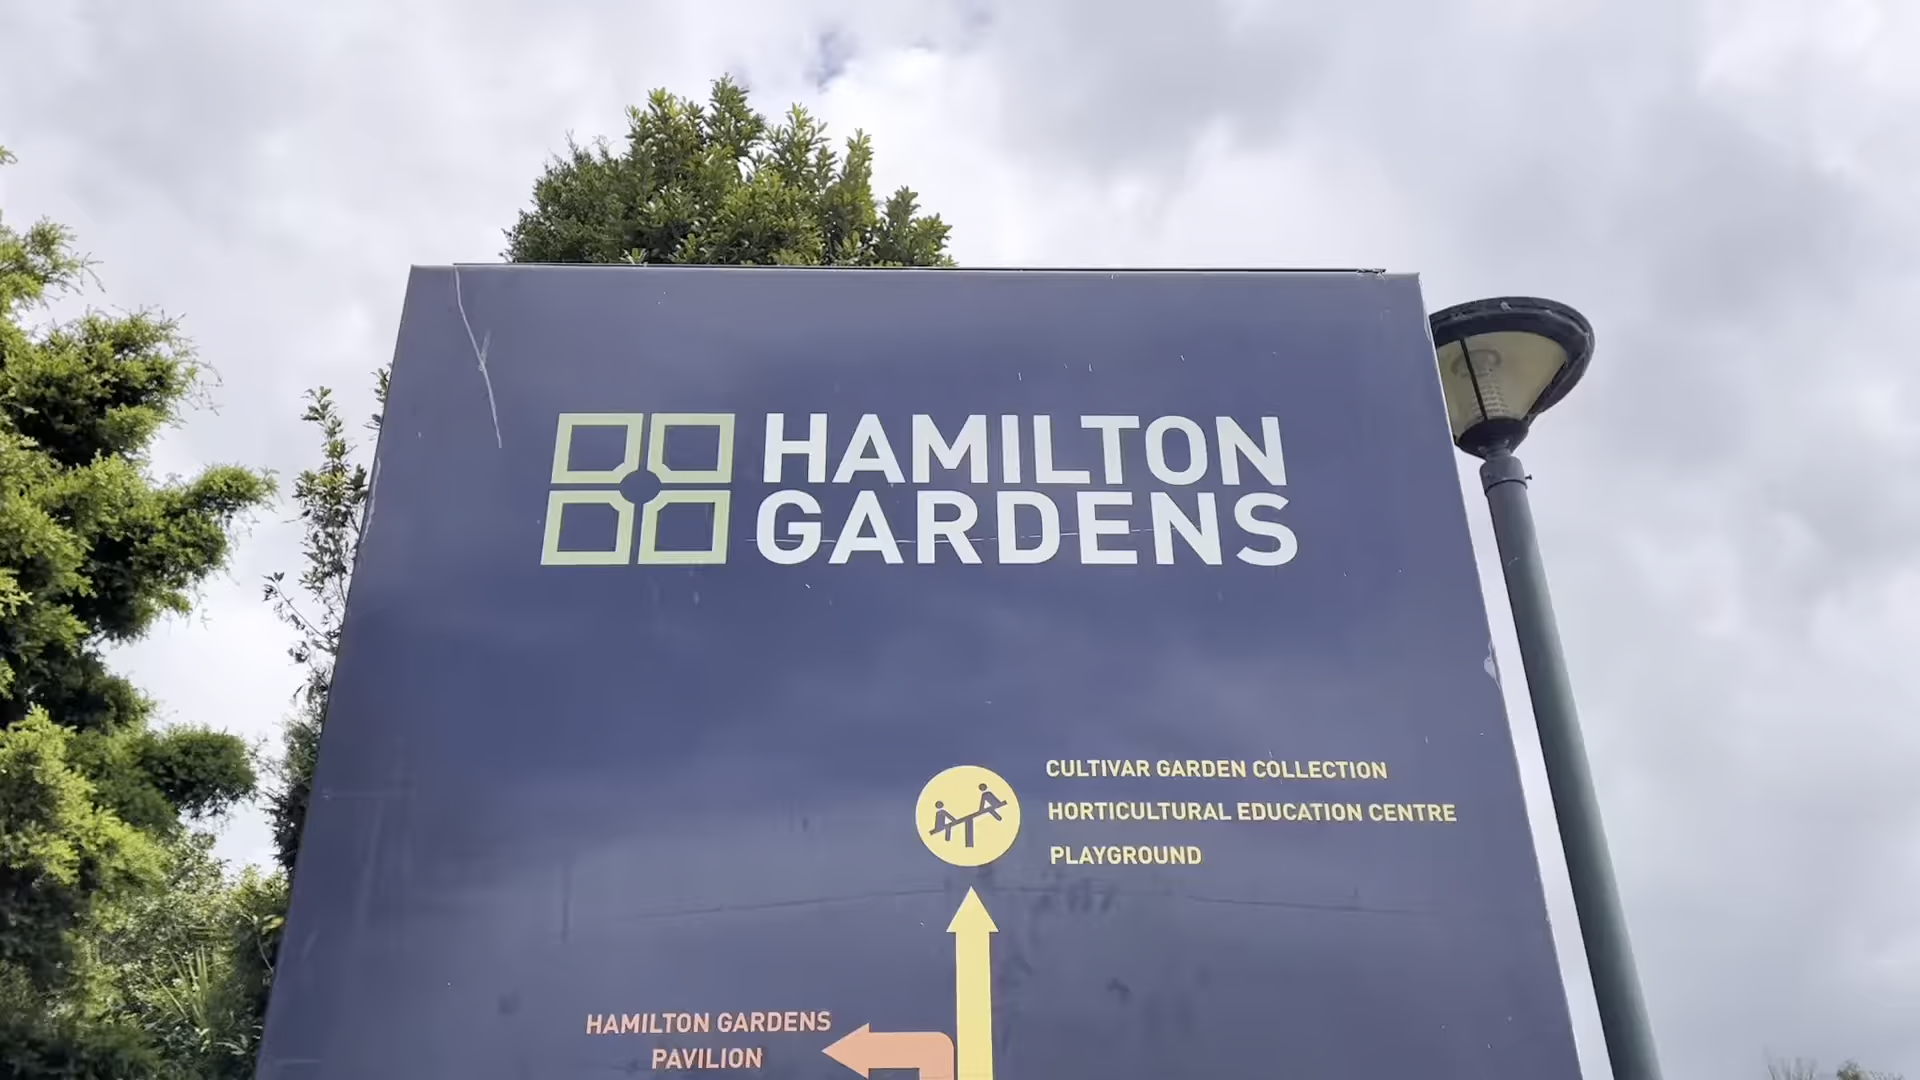 HAMILTON
GARDENS
CULTIVAR GARDEN COLLECTION
HORTICULTURAL EDUCATION CENTRE
PLAYGROUND
HAMILTON GARDENS
PAVILION